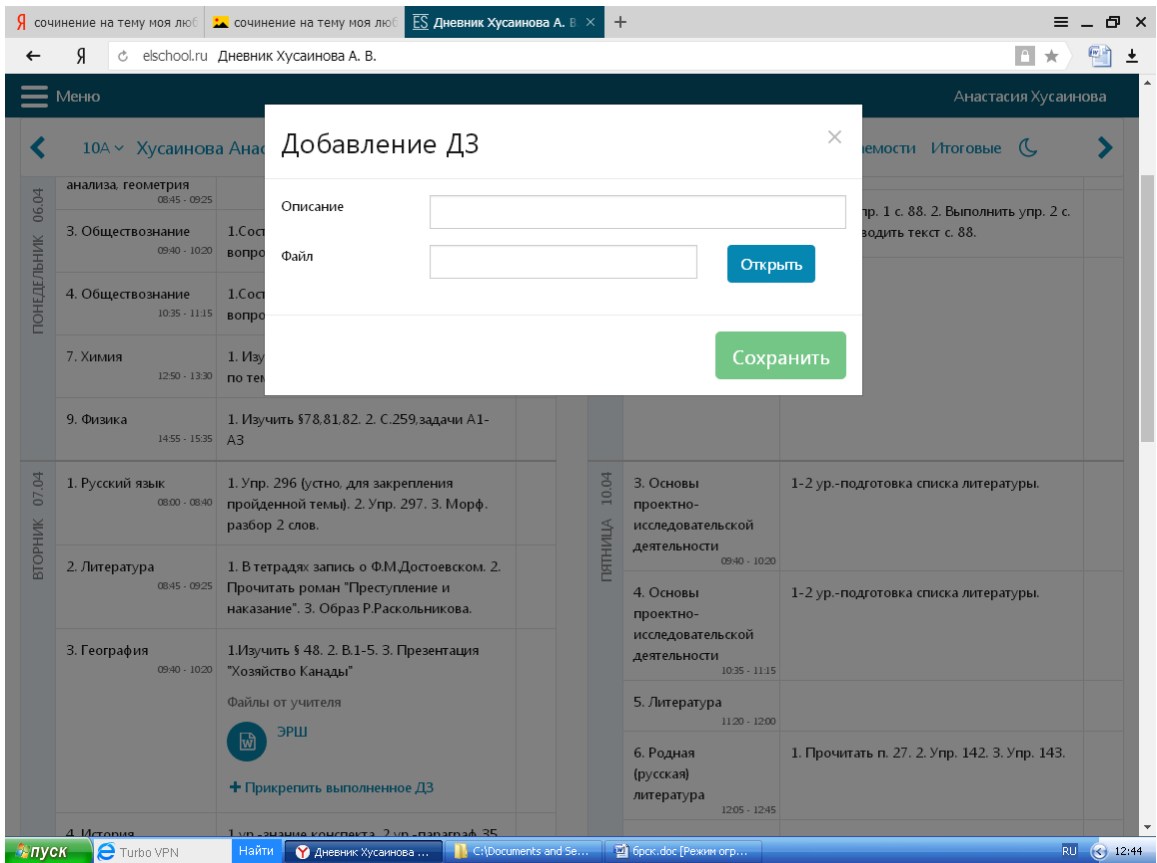 Я сочинение на тему моя люб
сочинение на тему моя люб
ES Дневник Хусаинова А. В
Я elschool.ru Дневник Хусаинова А. В.
Меню
Анастасия Хусаинова
10А Хусаинова Анас
Итоговые
Добавление ДЗ
Описание
Файл
Открыть
Сохранить
ПОНЕДЕЛЬНИК 06.04
анализа, геометрия
08:45 - 09:25
3. Обществознание
09:40 - 10:20
1.Сост
вопро
4. Обществознание
10:35 - 11:15
1.Сост
вопро
7. Химия
12:50 - 13:30
1. Изу
по тем
9. Физика
14:55 - 15:35
1. Изучить §78,81,82. 2. С.259,задачи А1-
А3
пр. 1 с. 88. 2. Выполнить упр. 2 с.
водить текст с. 88.
ВТОРНИК 07.04
1. Русский язык
08:00 - 08:40
1. Упр. 296 (устно, для закрепления
пройденной темы). 2. Упр. 297. 3. Морф.
разбор 2 слов.
2. Литература
08:45 - 09:25
1. В тетрадях запись о Ф.М.Достоевском. 2.
Прочитать роман "Преступление и
наказание". 3. Образ Р.Раскольникова.
3. География
09:40 - 10:20
1.Изучить § 48. 2. В.1-5. 3. Презентация
"Хозяйство Канады"
Файлы от учителя
ЭРШ
+ Прикрепить выполненное ДЗ
4. История
1 ур.-знание конспекта. 2 ур.-параграф 35
ПЯТНИЦА 10.04
3. Основы
проектно-
исследовательской
деятельности
09:40 - 10:20
1-2 ур.-подготовка списка литературы.
4. Основы
проектно-
исследовательской
деятельности
10:35 - 11:15
1-2 ур.-подготовка списка литературы.
5. Литература
11:20 - 12:00
6. Родная
(русская)
литература
12:05 - 12:45
1. Прочитать п. 27. 2. Упр. 142. 3. Упр. 143.
пуск
Turbo VPN
Найти
Дневник Хусаинова ...
C:\Documents and Se...
брск.doc [Режим огр...
RU
12:44